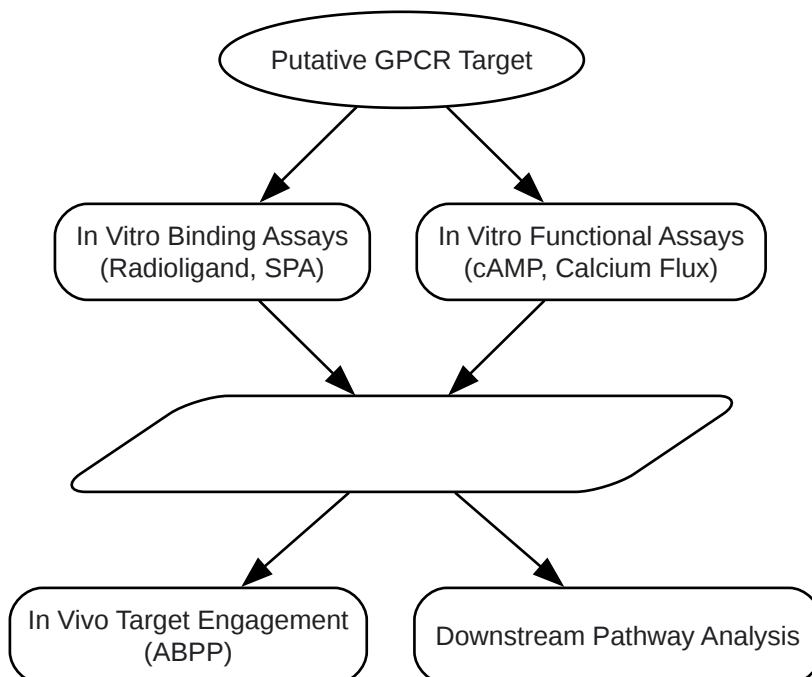 Putative GPCR Target
In Vitro Binding Assays
(Radioligand, SPA)
In Vitro Functional Assays
(cAMP, Calcium Flux)
In Vivo Target Engagement
(ABPP)
Downstream Pathway Analysis